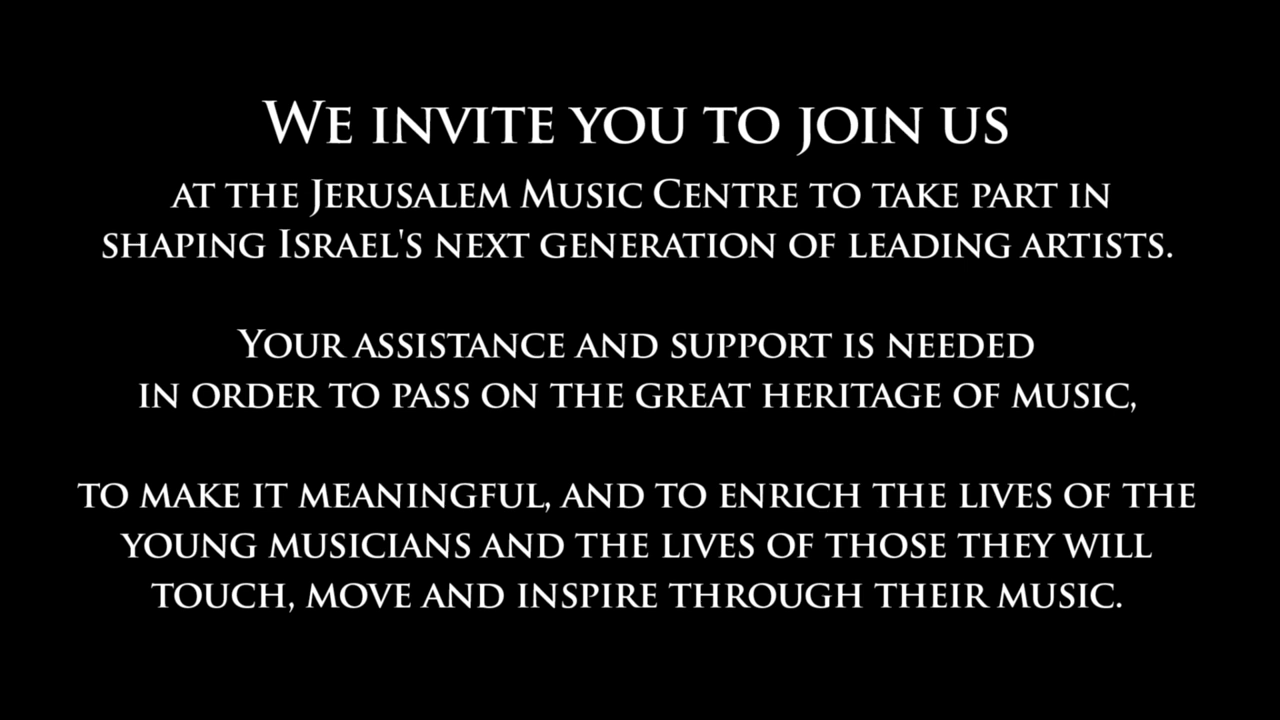 We invite you to join us
at the Jerusalem Music Centre to take part in
shaping Israel's next generation of leading artists.
Your assistance and support is needed
in order to pass on the great heritage of music,
to make it meaningful, and to enrich the lives of the
young musicians and the lives of those they will
touch, move and inspire through their music.